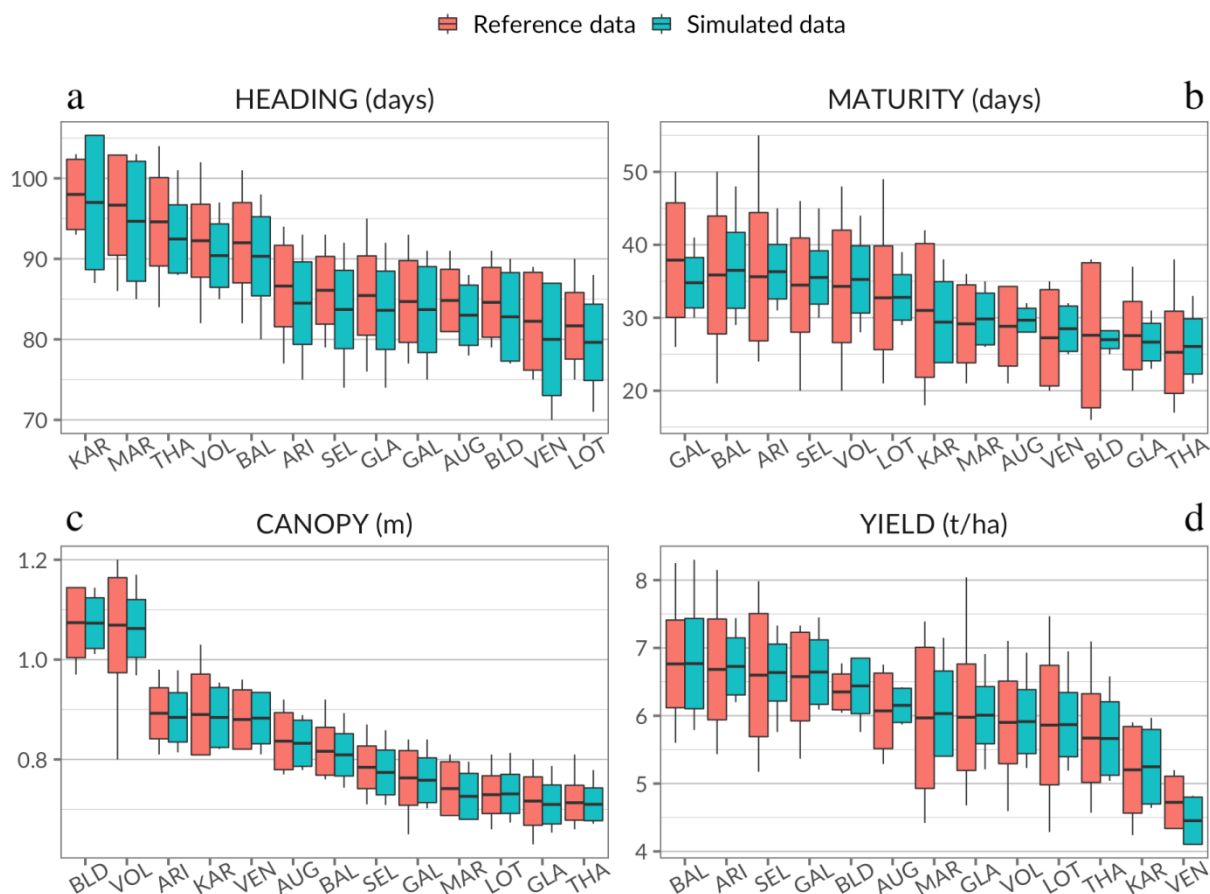 Reference data Simulated data
a HEADING (days)
100
90
80
70
KAR MAR THA VOL BAL ARI SEL GLA GAL AUG BLD VEN LOT
MATURITY (days) b
50
40
30
20
GAL BAL ARI SEL VOL LOT KAR MAR AUG VEN BLD GLA THA
c CANOPY (m)
1.2
1.0
0.8
BLD VOL ARI KAR VEN AUG BAL SEL GAL MAR LOT GLA THA
YIELD (t/ha) d
8
7
6
5
4
BAL ARI SEL GAL BLD AUG MAR GLA VOL LOT THA KAR VEN